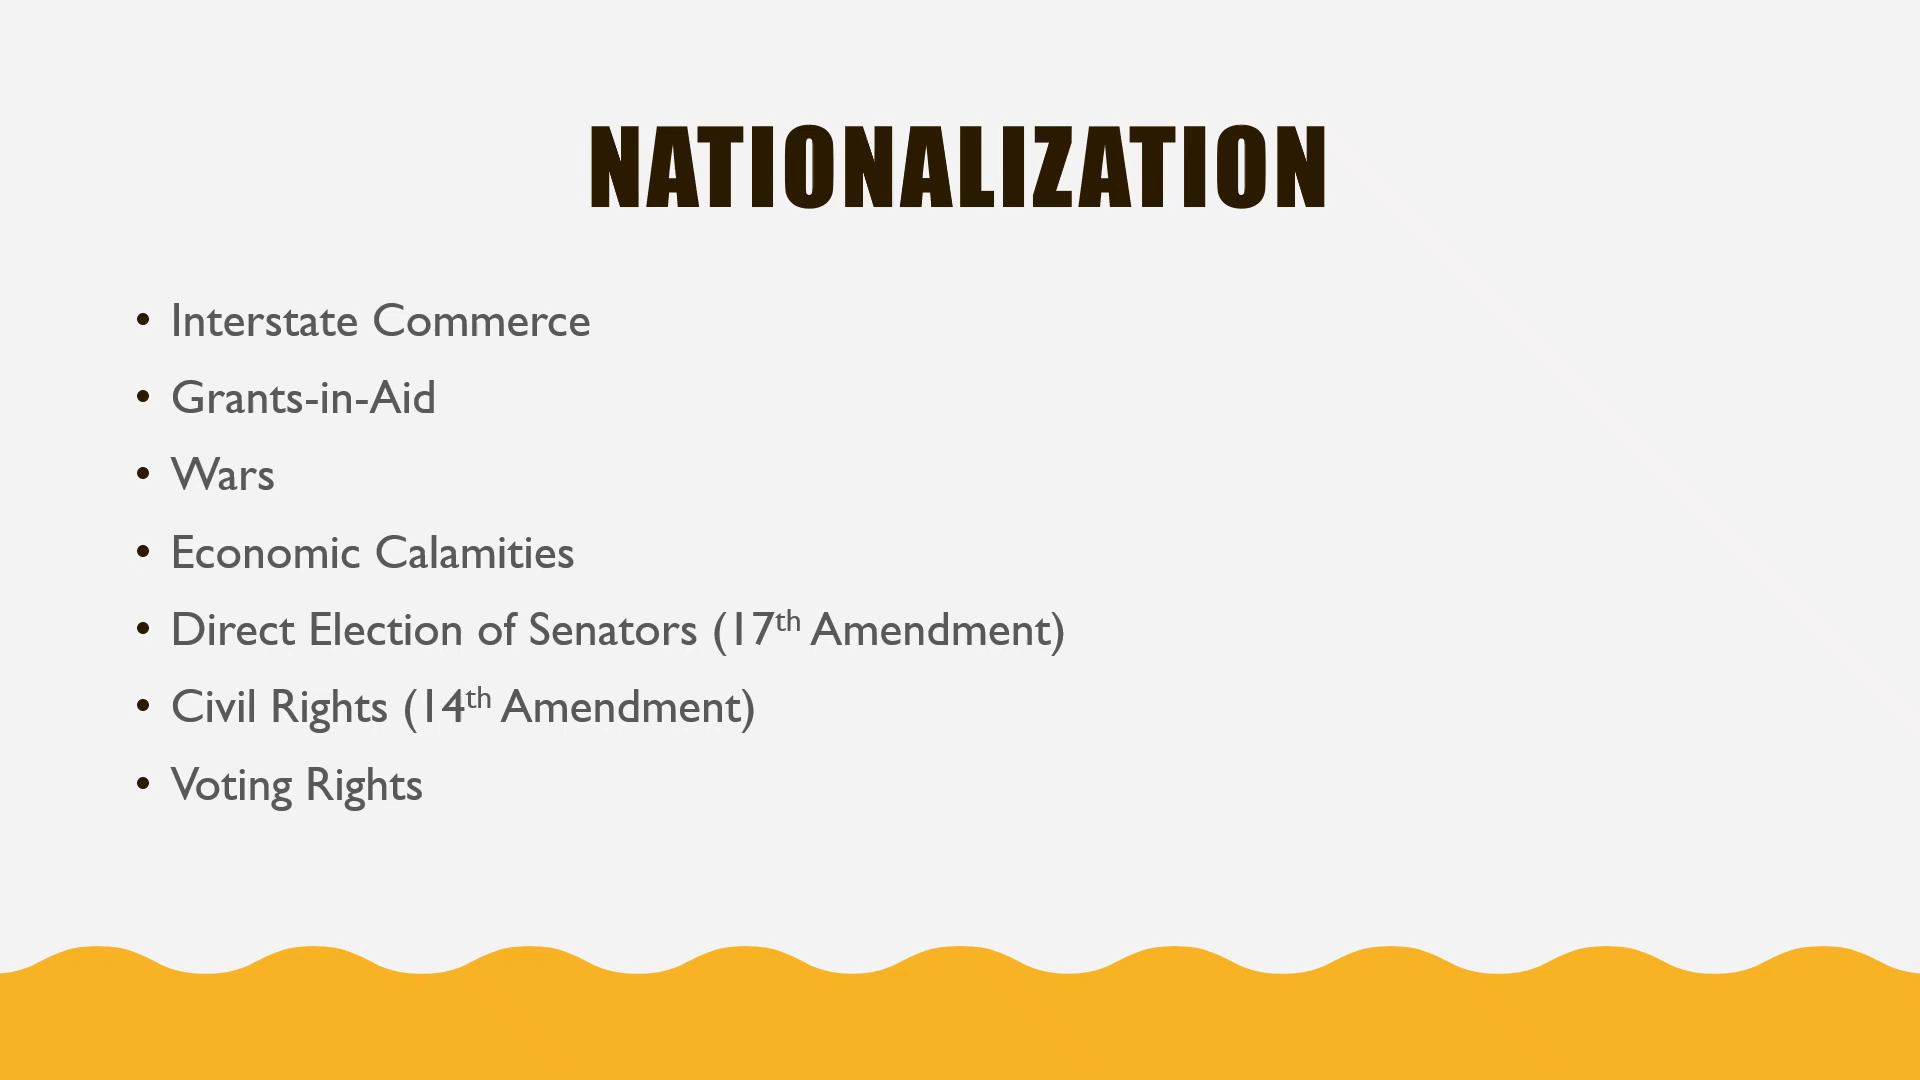 NATIONALIZATION
• Interstate Commerce
• Grants-in-Aid
• Wars
• Economic Calamities
• Direct Election of Senators (17th Amendment)
• Civil Rights (14th Amendment)
• Voting Rights